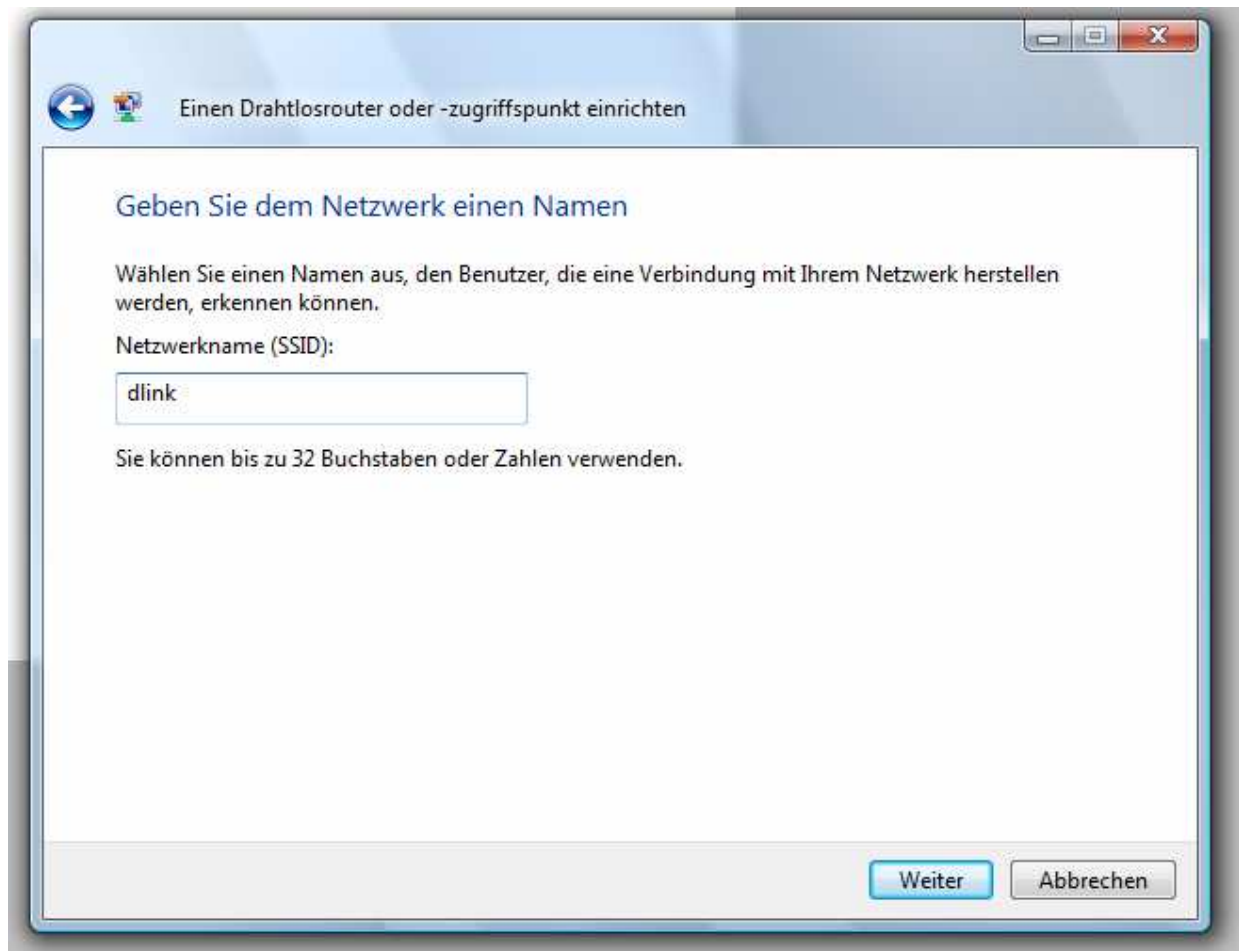 Einen Drahtlosrouter oder -zugriffspunkt einrichten
Geben Sie dem Netzwerk einen Namen
Wählen Sie einen Namen aus, den Benutzer, die eine Verbindung mit Ihrem Netzwerk herstellen
werden, erkennen können.
Netzwerkname (SSID):
dlink
Sie können bis zu 32 Buchstaben oder Zahlen verwenden.
Weiter
Abbrechen